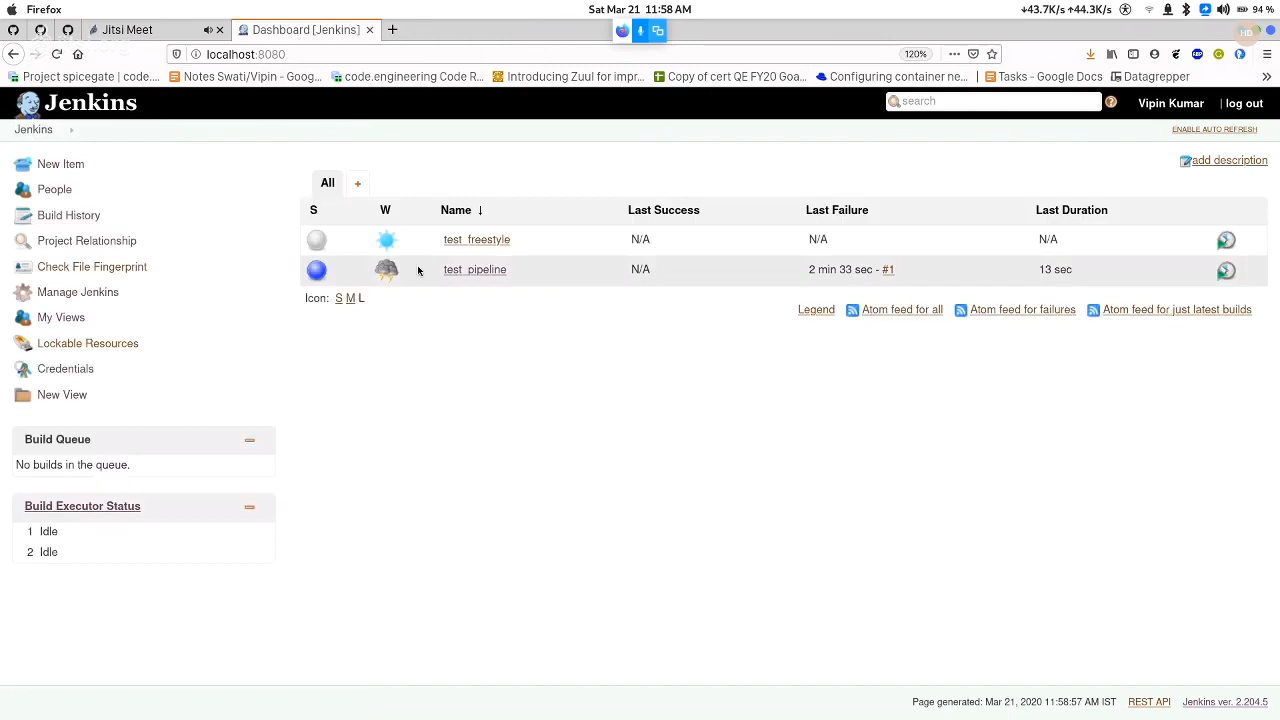 Firefox
Sat Mar 21 11:58 AM
↓43.7K/s ↑44.3K/s
94 %
Jitsi Meet
Dashboard [Jenkins]
localhost:8080
120%
Project spicegate | code....
Notes Swati/Vipin - Goog...
code.engineering Code R...
Introducing Zuul for impr...
Copy of cert QE FY20 Goa...
Configuring container ne...
Tasks - Google Docs
Datagrepper
Jenkins
search
Vipin Kumar
| log out
Jenkins
ENABLE AUTO REFRESH
add description
New Item
People
Build History
Project Relationship
Check File Fingerprint
Manage Jenkins
My Views
Lockable Resources
Credentials
New View
Build Queue
No builds in the queue.
Build Executor Status
1 Idle
2 Idle
All +
S W Name ↓ Last Success Last Failure Last Duration
test_freestyle N/A N/A N/A
test_pipeline N/A 2 min 33 sec - #1 13 sec
Icon: S M L
Legend Atom feed for all Atom feed for failures Atom feed for just latest builds
Page generated: Mar 21, 2020 11:58:57 AM IST REST API Jenkins ver. 2.204.5